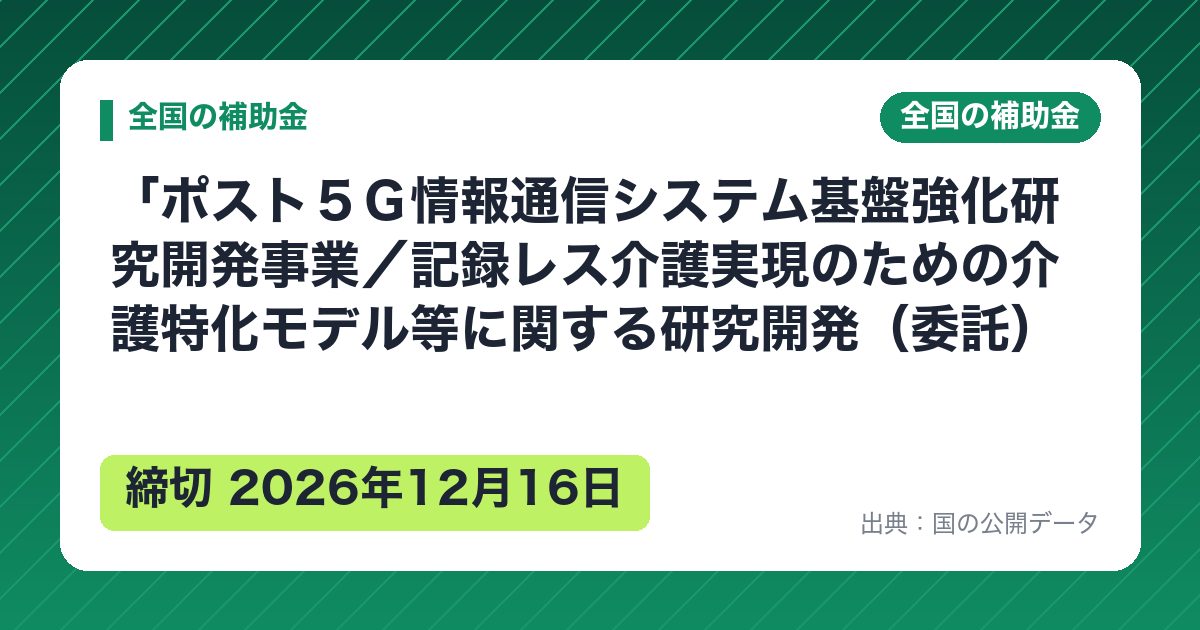 全国の補助金
全国の補助金
「ポスト５Ｇ情報通信システム基盤強化研
究開発事業／記録レス介護実現のための介
護特化モデル等に関する研究開発（委託）
締切 2026年12月16日
出典：国の公開データ